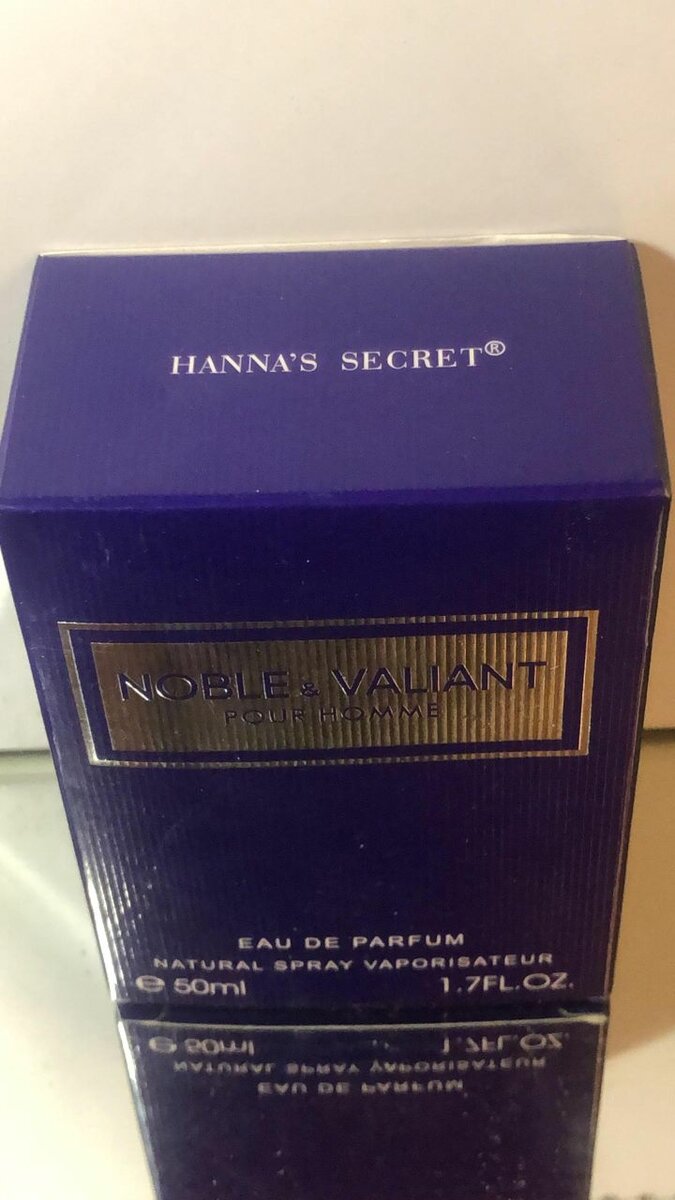 HANNA'S SECRET®
NOBLE & VALIANT
POUR HOMME
EAU DE PARFUM
NATURAL SPRAY VAPORISATEUR
℮ 50ml 1.7FL.OZ.